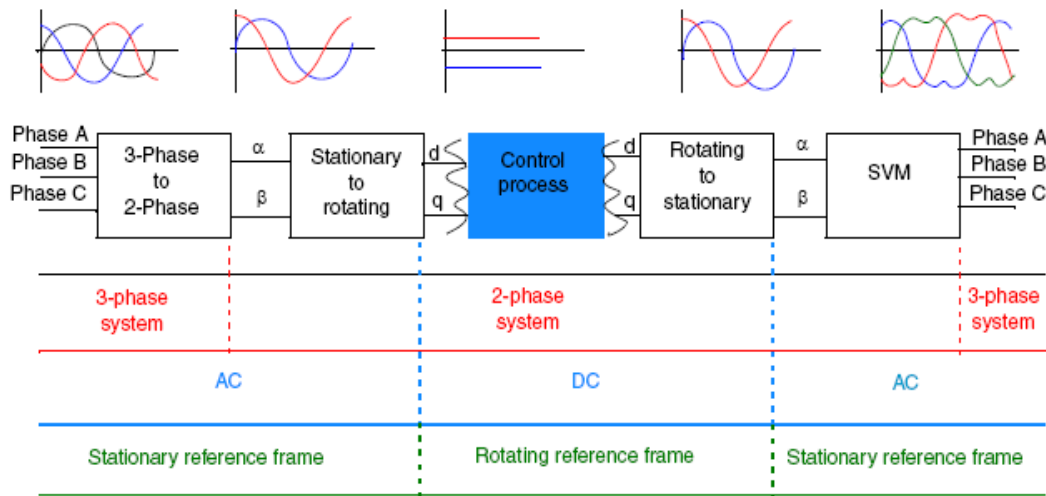 Phase A
Phase B
Phase C
3-Phase
to
2-Phase
α
β
Stationary
to
rotating
d
q
Control
process
d
q
Rotating
to
stationary
α
β
SVM
Phase A
Phase B
Phase C
3-phase
system
2-phase
system
3-phase
system
AC
DC
AC
Stationary reference frame
Rotating reference frame
Stationary reference frame